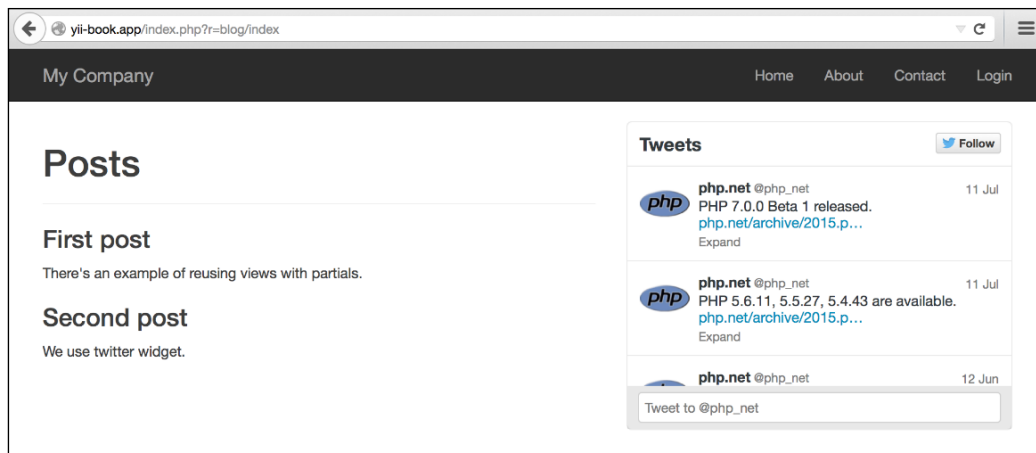 yii-book.app/index.php?r=blog/index
My Company
Home About Contact Login
Posts
First post
There's an example of reusing views with partials.
Second post
We use twitter widget.
Tweets
Follow
php
php.net @php_net 11 Jul
PHP 7.0.0 Beta 1 released.
php.net/archive/2015.p…
Expand
php
php.net @php_net 11 Jul
PHP 5.6.11, 5.5.27, 5.4.43 are available.
php.net/archive/2015.p…
Expand
php.net @php_net 12 Jun
Tweet to @php_net